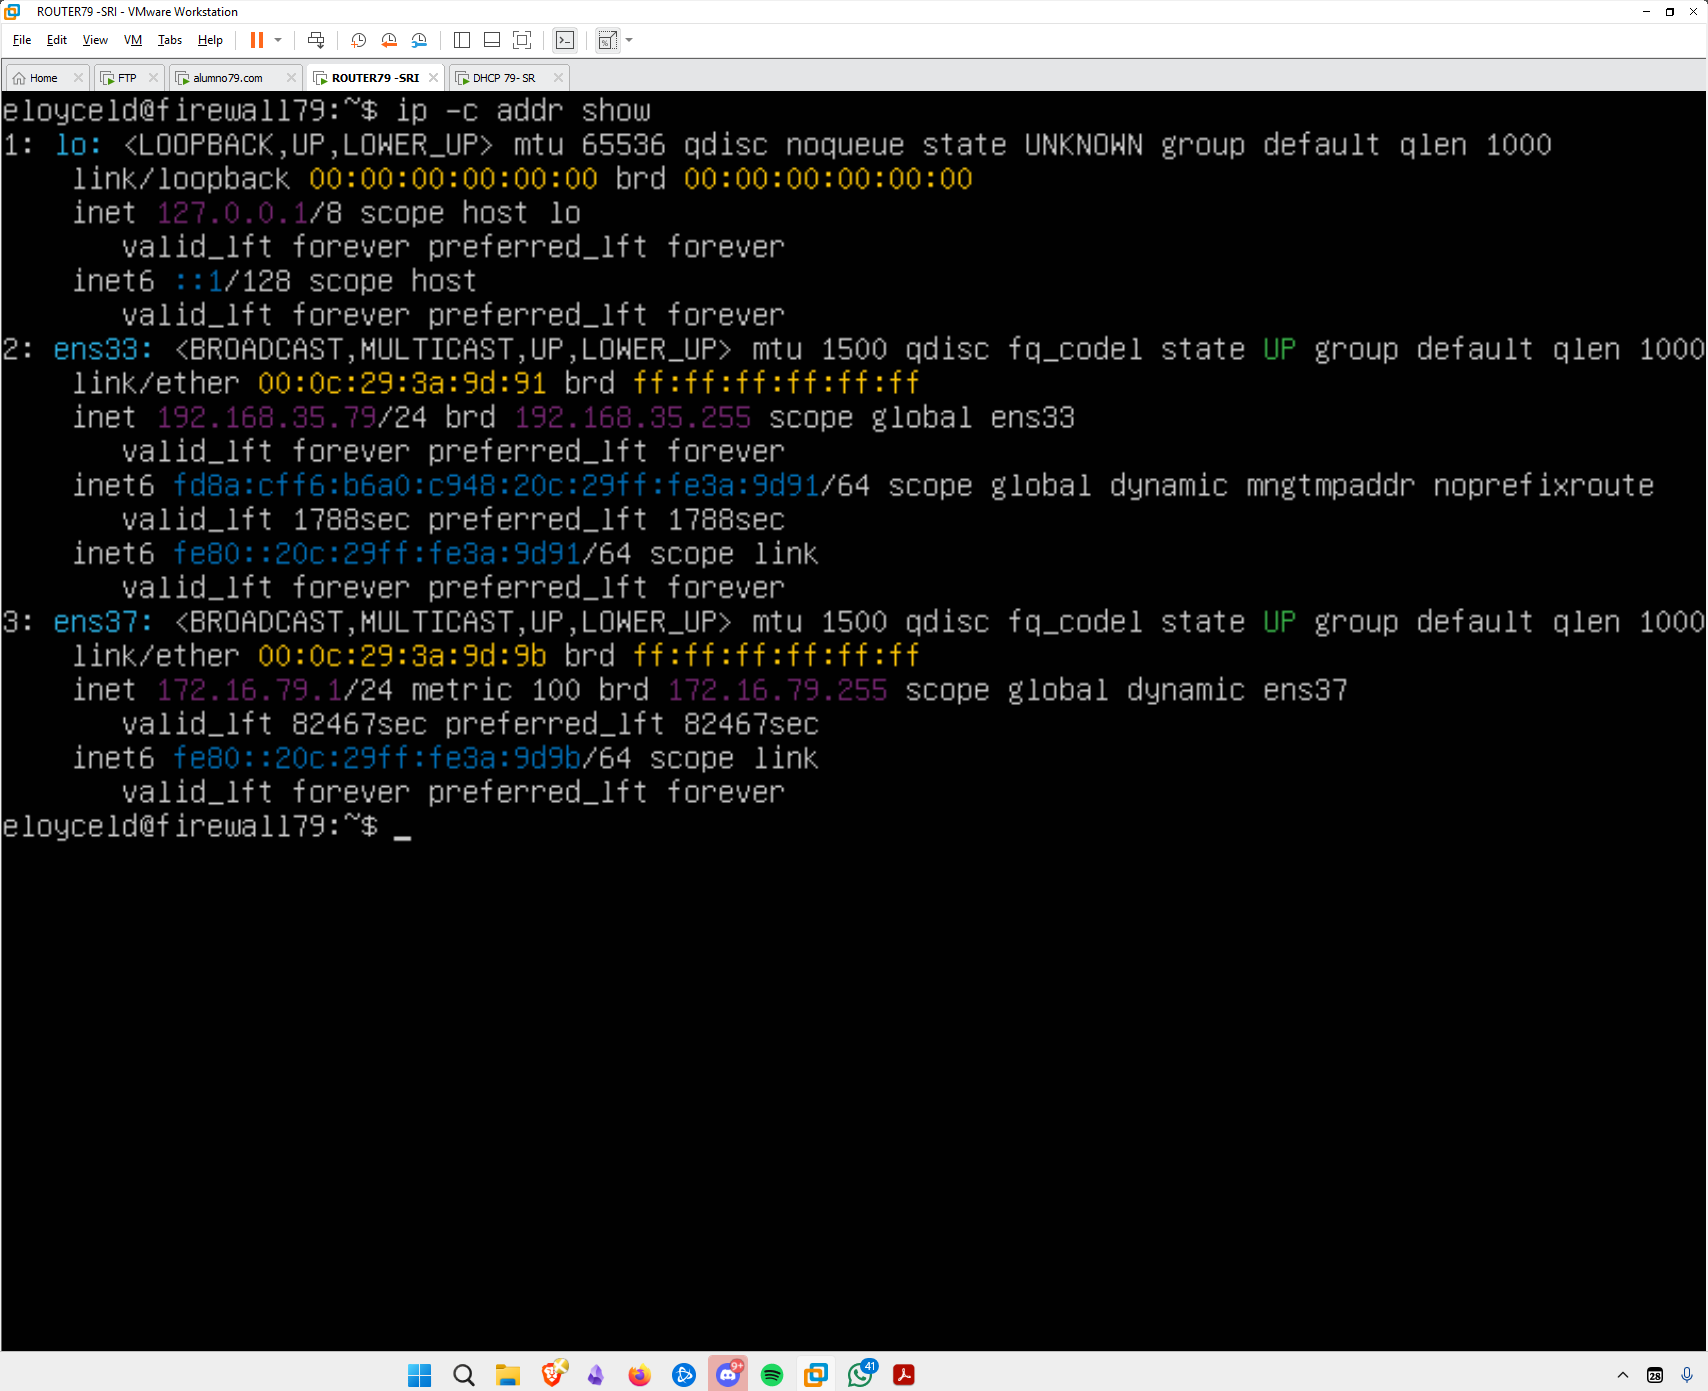 ROUTER79 -SRI - VMware Workstation
File Edit View VM Tabs Help
Home FTP alumno79.com ROUTER79 -SRI DHCP 79- SR
eloyceld@firewall79:~$ ip -c addr show
1: lo: <LOOPBACK,UP,LOWER_UP> mtu 65536 qdisc noqueue state UNKNOWN group default qlen 1000
link/loopback 00:00:00:00:00:00 brd 00:00:00:00:00:00
inet 127.0.0.1/8 scope host lo
valid_lft forever preferred_lft forever
inet6 ::1/128 scope host
valid_lft forever preferred_lft forever
2: ens33: <BROADCAST,MULTICAST,UP,LOWER_UP> mtu 1500 qdisc fq_codel state UP group default qlen 1000
link/ether 00:0c:29:3a:9d:91 brd ff:ff:ff:ff:ff:ff
inet 192.168.35.79/24 brd 192.168.35.255 scope global ens33
valid_lft forever preferred_lft forever
inet6 fd8a:cff6:b6a0:c948:20c:29ff:fe3a:9d91/64 scope global dynamic mngtmpaddr noprefixroute
valid_lft 1788sec preferred_lft 1788sec
inet6 fe80::20c:29ff:fe3a:9d91/64 scope link
valid_lft forever preferred_lft forever
3: ens37: <BROADCAST,MULTICAST,UP,LOWER_UP> mtu 1500 qdisc fq_codel state UP group default qlen 1000
link/ether 00:0c:29:3a:9d:9b brd ff:ff:ff:ff:ff:ff
inet 172.16.79.1/24 metric 100 brd 172.16.79.255 scope global dynamic ens37
valid_lft 82467sec preferred_lft 82467sec
inet6 fe80::20c:29ff:fe3a:9d9b/64 scope link
valid_lft forever preferred_lft forever
eloyceld@firewall79:~$ _
9+ 41 28